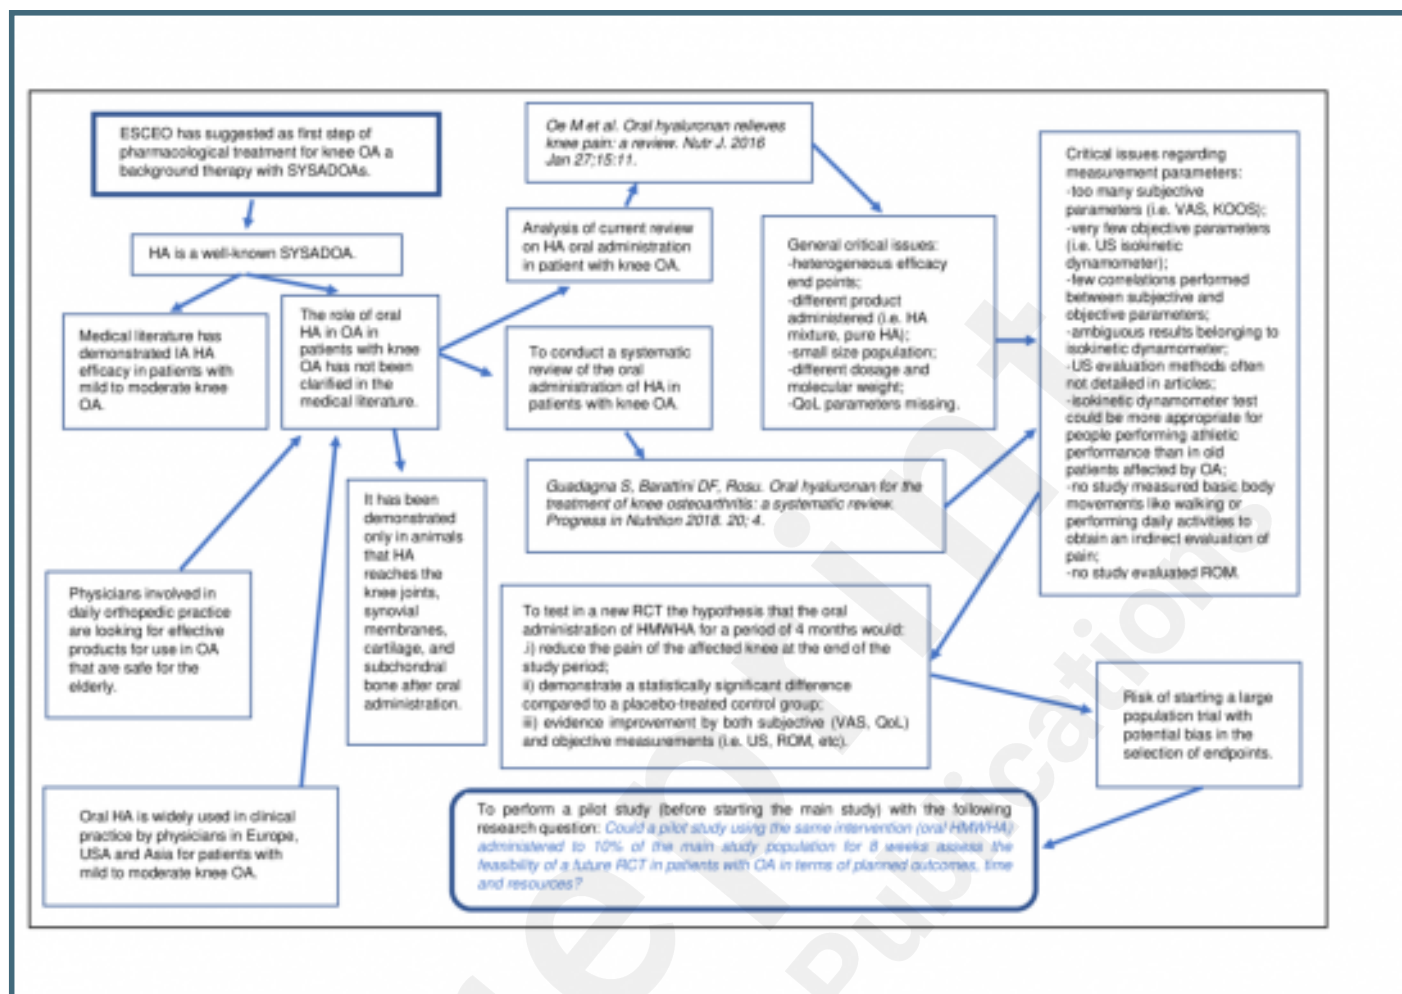 ESCEO has suggested as first step of
pharmacological treatment for knee OA a
background therapy with SYSADOAs.
HA is a well-known SYSADOA.
Medical literature has
demonstrated IA HA
efficacy in patients with
mild to moderate knee
OA.
The role of oral
HA in OA in
patients with knee
OA has not been
clarified in the
medical literature.
Oe M et al. Oral hyaluronan relieves
knee pain: a review. Nutr J. 2016
Jan 27;15:11.
Analysis of current review
on HA oral administration
in patient with knee OA.
To conduct a systematic
review of the oral
administration of HA in
patients with knee OA.
Guadagna S, Barattini DF, Rosu. Oral hyaluronan for the
treatment of knee osteoarthritis: a systematic review.
Progress in Nutrition 2018. 20; 4.
General critical issues:
-heterogeneous efficacy
end points;
-different product
administered (i.e. HA
mixture, pure HA);
-small size population;
-different dosage and
molecular weight;
-QoL parameters missing.
Critical issues regarding
measurement parameters:
-too many subjective
parameters (i.e. VAS, KOOS);
-very few objective parameters
(i.e. US isokinetic
dynamometer);
-few correlations performed
between subjective and
objective parameters;
-ambiguous results belonging to
isokinetic dynamometer;
-US evaluation methods often
not detailed in articles;
-isokinetic dynamometer test
could be more appropriate for
people performing athletic
performance than in old
patients affected by OA;
-no study measured basic body
movements like walking or
performing daily activities to
obtain an indirect evaluation of
pain;
-no study evaluated ROM.
It has been
demonstrated
only in animals
that HA
reaches the
knee joints,
synovial
membranes,
cartilage, and
subchondral
bone after oral
administration.
Physicians involved in
daily orthopedic practice
are looking for effective
products for use in OA
that are safe for the
elderly.
Oral HA is widely used in clinical
practice by physicians in Europe,
USA and Asia for patients with
mild to moderate knee OA.
To test in a new RCT the hypothesis that the oral
administration of HMWHA for a period of 4 months would:
.i) reduce the pain of the affected knee at the end of the
study period;
ii) demonstrate a statistically significant difference
compared to a placebo-treated control group;
iii) evidence improvement by both subjective (VAS, QoL)
and objective measurements (i.e. US, ROM, etc).
Risk of starting a large
population trial with
potential bias in the
selection of endpoints.
To perform a pilot study (before starting the main study) with the following
research question: Could a pilot study using the same intervention (oral HMWHA)
administered to 10% of the main study population for 8 weeks assess the
feasibility of a future RCT in patients with OA in terms of planned outcomes, time
and resources?
eprint
Publications